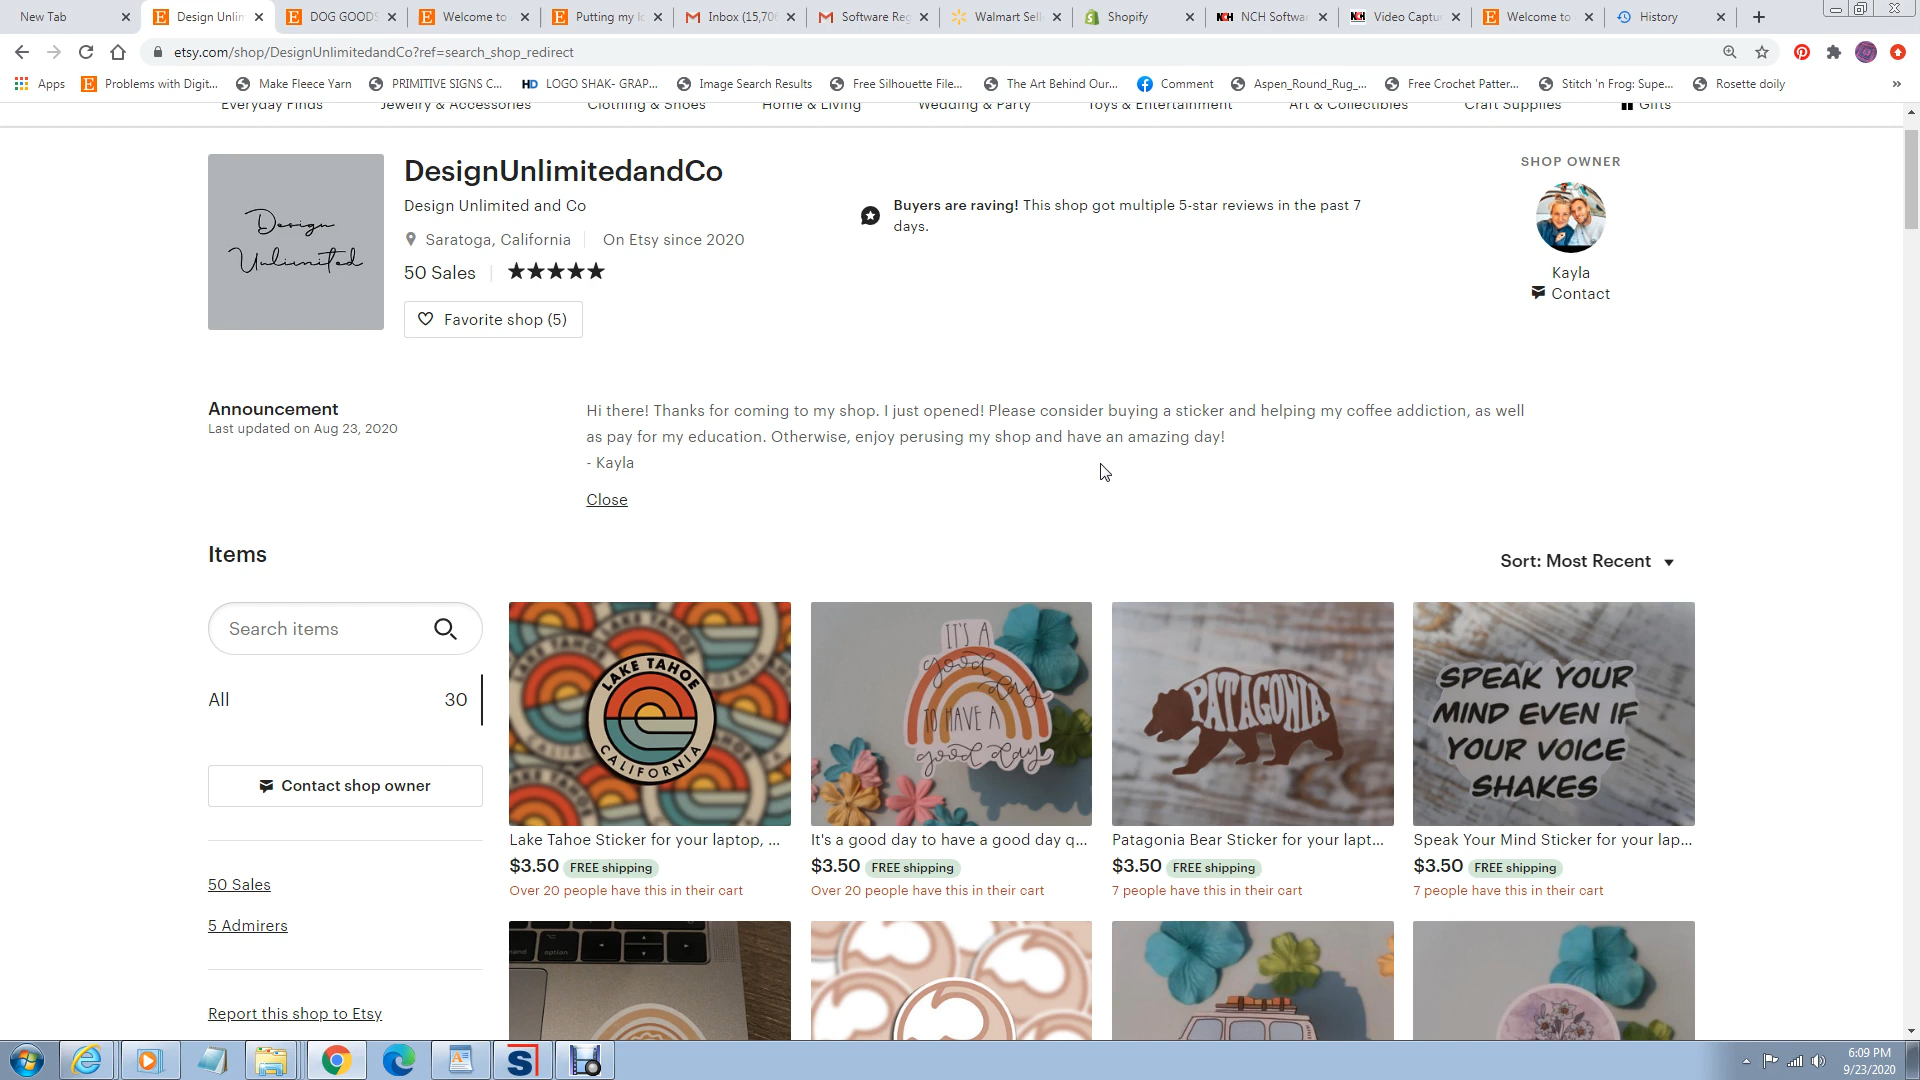 New Tab
Design Unlim
DOG GOODS
Welcome to
Putting my l
Inbox (15,70
Software Reg
Walmart Sell
Shopify
NCH Softwa
Video Captu
Welcome to
History
etsy.com/shop/DesignUnlimitedandCo?ref=search_shop_redirect
Apps
Problems with Digit...
Make Fleece Yarn
PRIMITIVE SIGNS C...
HD LOGO SHAK- GRAP...
Image Search Results
Free Silhouette File...
The Art Behind Our...
Comment
Aspen_Round_Rug_...
Free Crochet Patter...
Stitch 'n Frog: Supe...
Rosette doily
»
Everyday Finds
Jewelry & Accessories
Clothing & Shoes
Home & Living
Wedding & Party
Toys & Entertainment
Art & Collectibles
Craft Supplies
Gifts
Design
Unlimited
DesignUnlimitedandCo
Design Unlimited and Co
Saratoga, California | On Etsy since 2020
50 Sales
Favorite shop (5)
Buyers are raving! This shop got multiple 5-star reviews in the past 7
days.
SHOP OWNER
Kayla
Contact
Announcement
Last updated on Aug 23, 2020
Hi there! Thanks for coming to my shop. I just opened! Please consider buying a sticker and helping my coffee addiction, as well
as pay for my education. Otherwise, enjoy perusing my shop and have an amazing day!
- Kayla
Close
Items
Sort: Most Recent
Search items
All 30
Contact shop owner
50 Sales
5 Admirers
Report this shop to Etsy
LAKE TAHOE
CALIFORNIA
IT'S A
good
day
TO HAVE A
good day
PATAGONIA
SPEAK YOUR
MIND EVEN IF
YOUR VOICE
SHAKES
Lake Tahoe Sticker for your laptop, ...
$3.50 FREE shipping
Over 20 people have this in their cart
It's a good day to have a good day q...
$3.50 FREE shipping
Over 20 people have this in their cart
Patagonia Bear Sticker for your lapt...
$3.50 FREE shipping
7 people have this in their cart
Speak Your Mind Sticker for your lap...
$3.50 FREE shipping
7 people have this in their cart
6:09 PM
9/23/2020